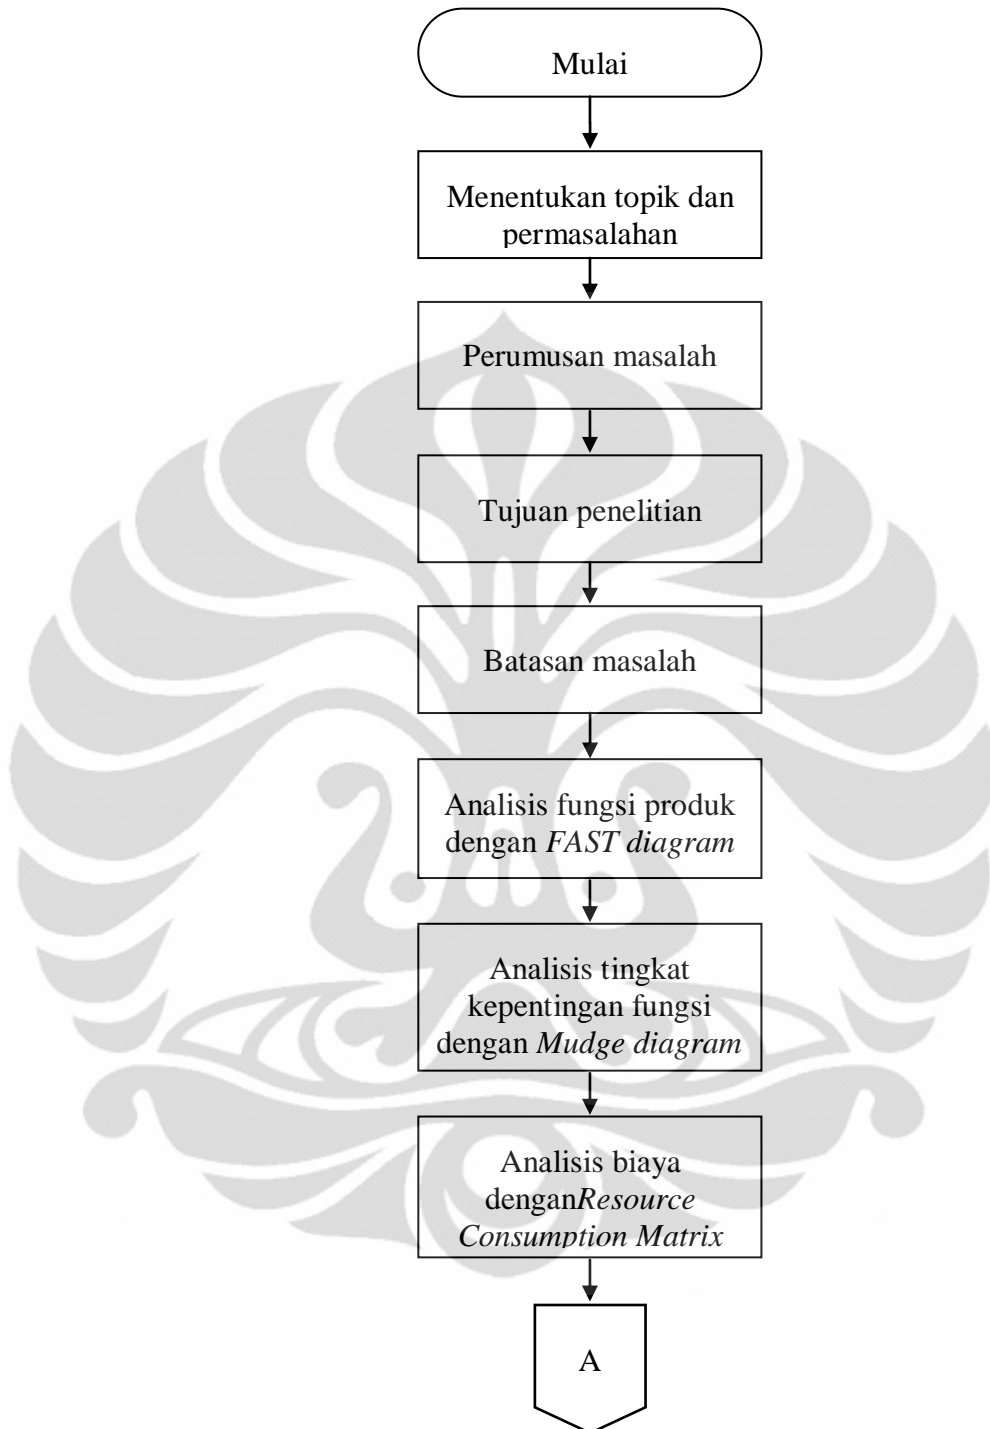 Mulai
Menentukan topik dan
permasalahan
Perumusan masalah
Tujuan penelitian
Batasan masalah
Analisis fungsi produk
dengan FAST diagram
Analisis tingkat
kepentingan fungsi
dengan Mudge diagram
Analisis biaya
denganResource
Consumption Matrix
A